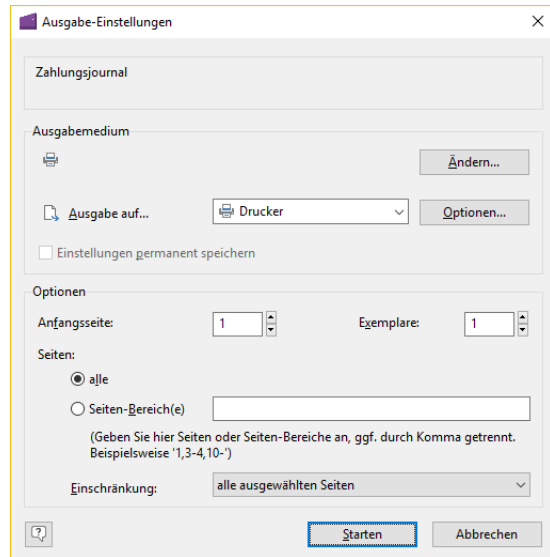 Ausgabe-Einstellungen
Zahlungsjournal
Ausgabemedium
Ändern...
Ausgabe auf... Drucker Optionen...
Einstellungen permanent speichern
Optionen
Anfangsseite: 1 Exemplare: 1
Seiten:
alle
Seiten-Bereich(e)
(Geben Sie hier Seiten oder Seiten-Bereiche an, ggf. durch Komma getrennt.
Beispielsweise '1,3-4,10-')
Einschränkung: alle ausgewählten Seiten
? Starten Abbrechen